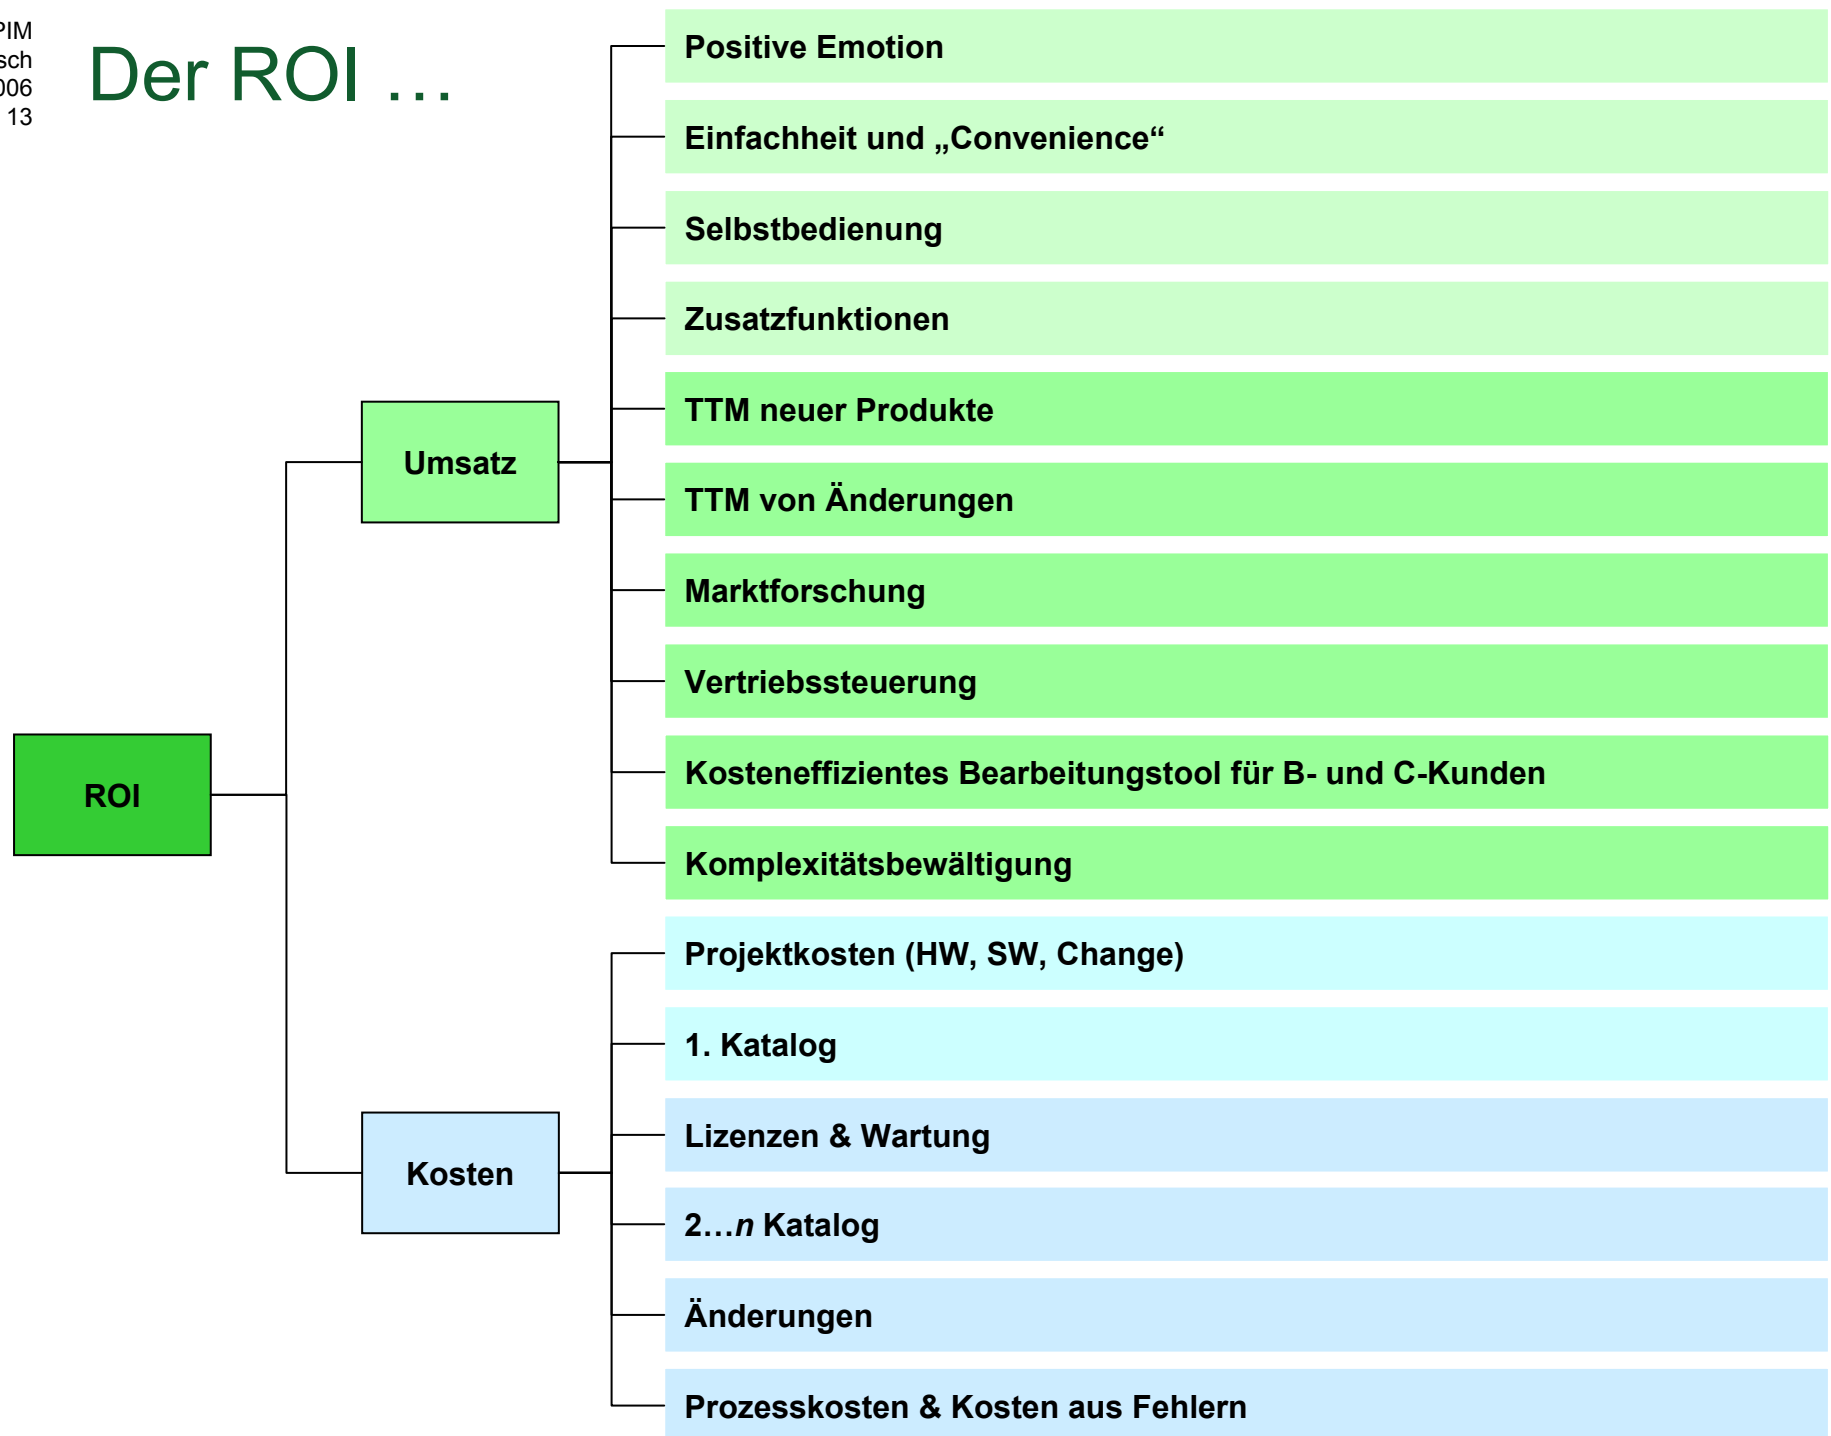 PIM
sch
006
13
Der ROI …
Positive Emotion
Einfachheit und „Convenience“
Selbstbedienung
Zusatzfunktionen
TTM neuer Produkte
Umsatz
TTM von Änderungen
Marktforschung
Vertriebssteuerung
Kosteneffizientes Bearbeitungstool für B- und C-Kunden
ROI
Komplexitätsbewältigung
Projektkosten (HW, SW, Change)
1. Katalog
Lizenzen & Wartung
Kosten
2…n Katalog
Änderungen
Prozesskosten & Kosten aus Fehlern